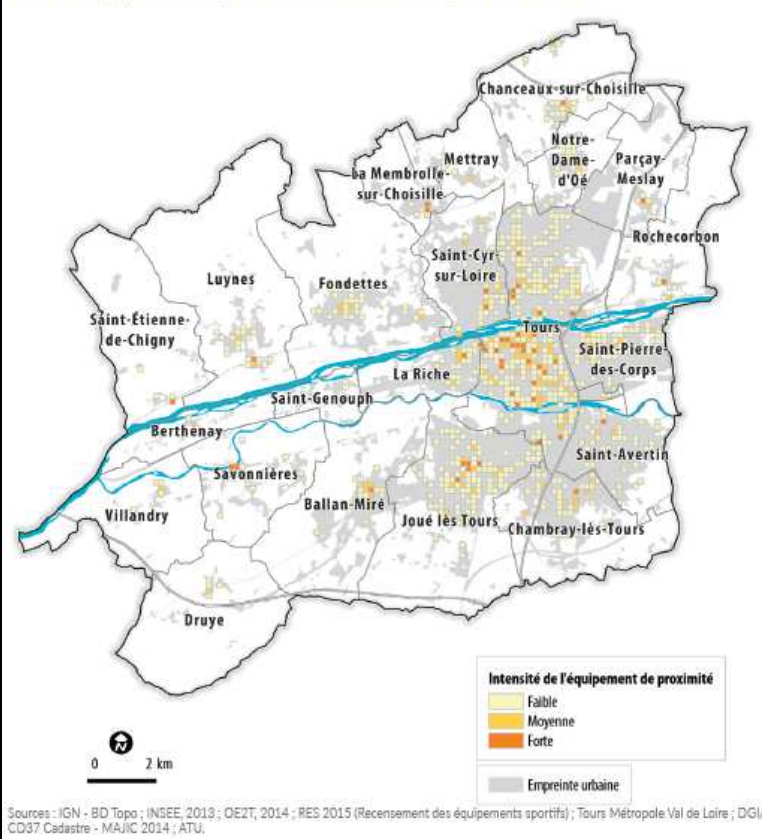 Chanceaux-sur-Choisille
Notre-
Dame-
d'Oé
Parçay-
Meslay
Mettray
La Membrolle-
sur-Choisille
Rochecorbon
Saint-Cyr-
sur-Loire
Luynes
Fondettes
Saint-Étienne-
de-Chigny
Tours
Saint-Pierre-
des-Corps
La Riche
Saint-Genouph
Berthenay
Saint-Avertin
Savonnières
Ballan-Miré
Villandry
Joué lès Tours
Chambray-lès-Tours
Druye
Intensité de l'équipement de proximité
Faible
Moyenne
Forte
Empreinte urbaine
N
0 2 km
Sources : IGN - BD Topo ; INSEE, 2013 ; OE2T, 2014 ; RES 2015 (Recensement des équipements sportifs) ; Tours Métropole Val de Loire ;
CD37 Cadastre - MAJIC 2014 ; ATU.